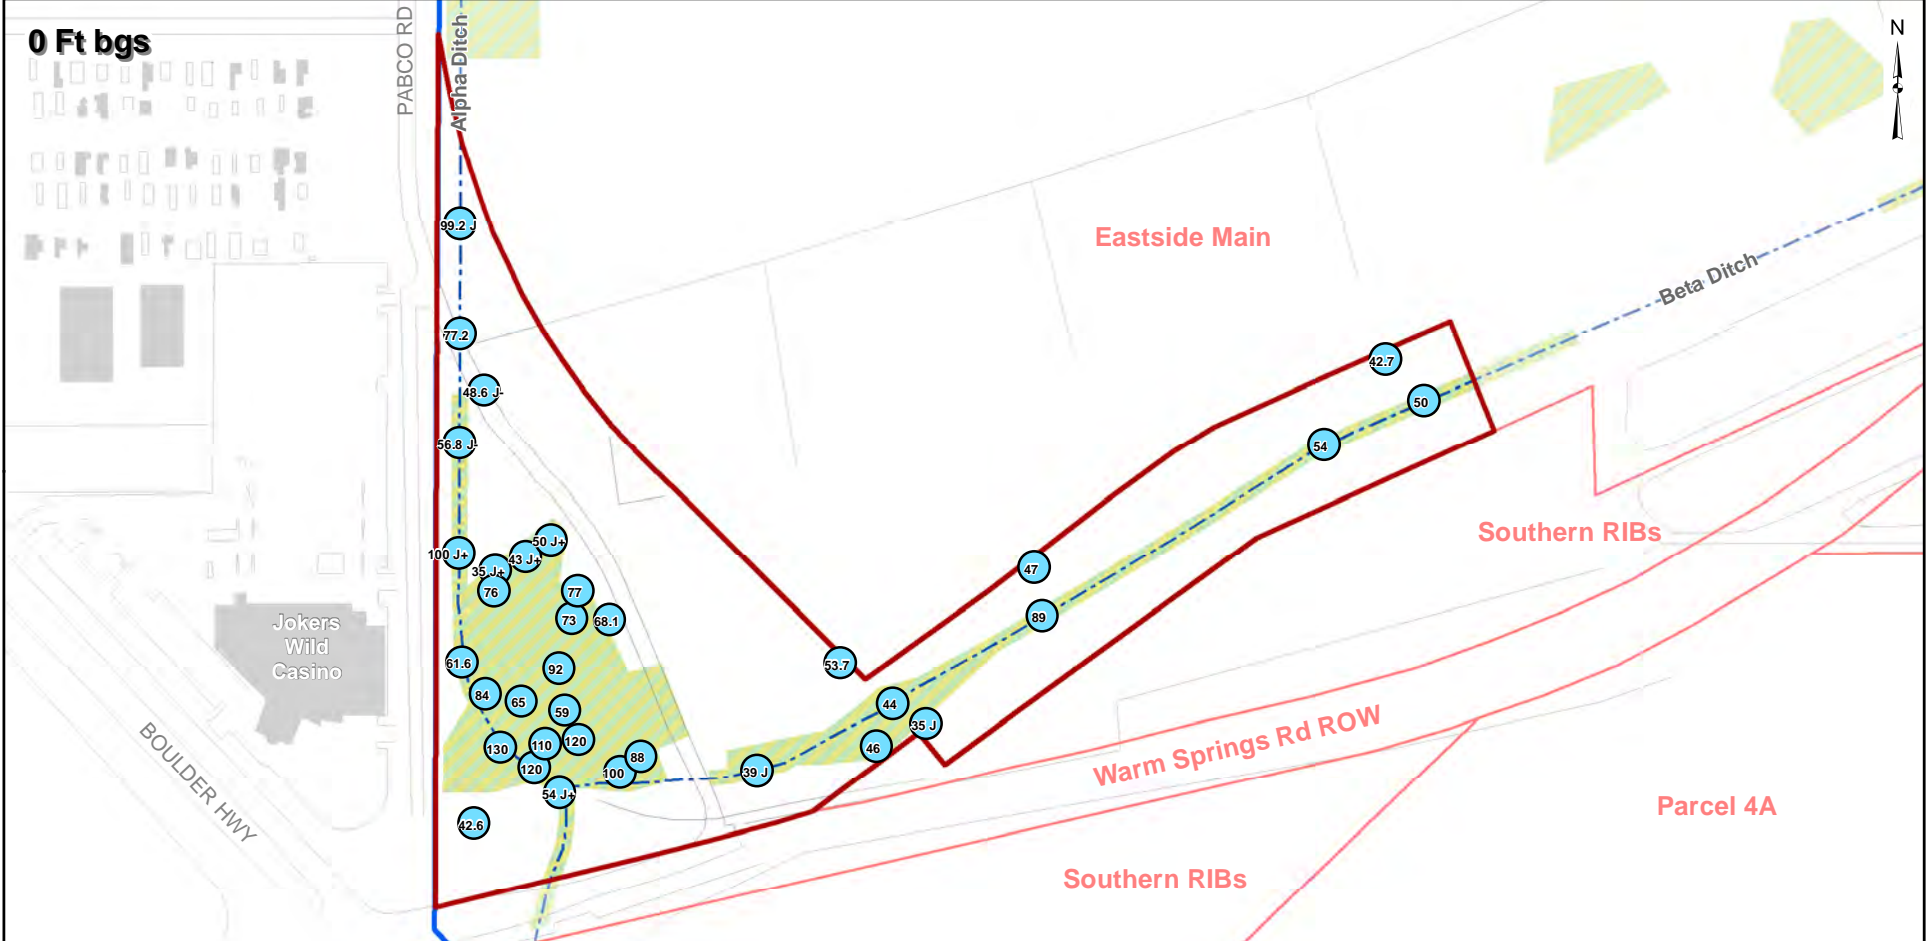 0 Ft bgs
PABCO RD
Alpha Ditch
N
99.2 J
Eastside Main
Beta Ditch
77.2
48.6 J-
42.7
50
56.8 J-
54
Southern RIBs
50 J+
100 J+
43 J+
35 J+
47
76
77
89
73
68.1
Jokers
Wild
Casino
61.6
92
53.7
84
65
44
59
35 J
130
110
120
46
Warm Springs Rd ROW
88
120
100
39 J
54 J+
BOULDER HWY
Parcel 4A
42.6
Southern RIBs